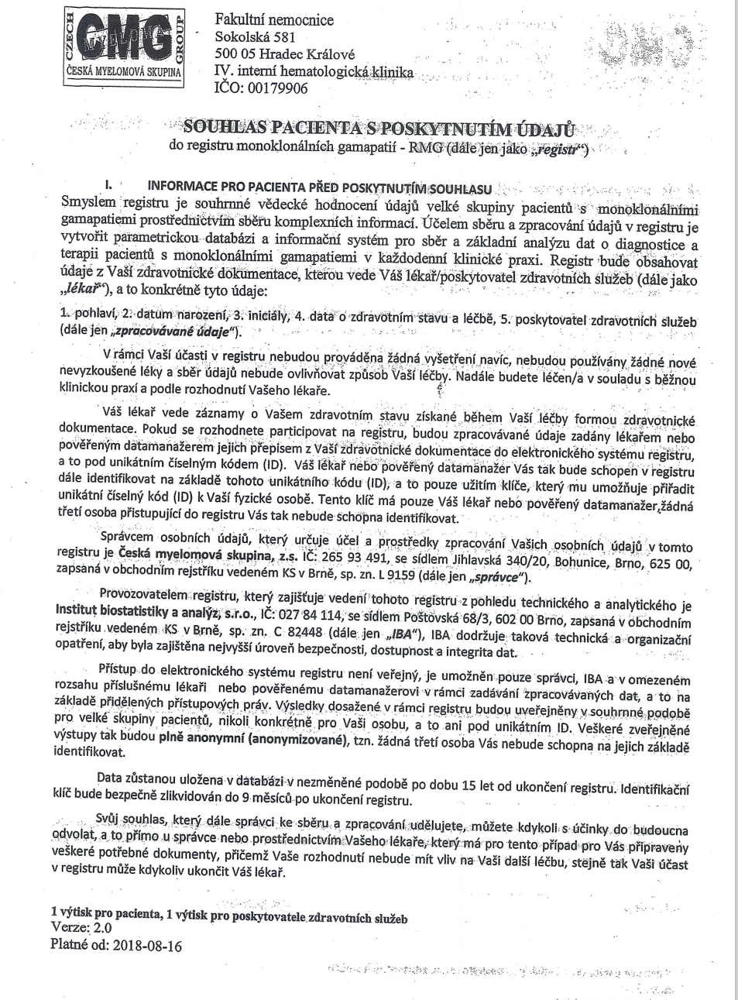 CZECH
CMG
MYELOMA
GROUP
ČESKÁ MYELOMOVÁ SKUPINA
Fakultní nemocnice
Sokolská 581
500 05 Hradec Králové
IV. interní hematologická klinika
IČO: 00179906
SOUHLAS PACIENTA S POSKYTNUTÍM ÚDAJŮ
do registru monoklonálních gamapatií - RMG (dále jen jako „registr“)
I. INFORMACE PRO PACIENTA PŘED POSKYTNUTÍM SOUHLASU
Smyslem registru je souhrnné vědecké hodnocení údajů velké skupiny pacientů s monoklonálními
gamapatiemi prostřednictvím sběru komplexních informací. Účelem sběru a zpracování údajů v registru je
vytvořit parametrickou databázi a informační systém pro sběr a základní analýzu dat o diagnostice a
terapii pacientů s monoklonálními gamapatiemi v každodenní klinické praxi. Registr bude obsahovat
údaje z Vaší zdravotnické dokumentace, kterou vede Váš lékař/poskytovatel zdravotních služeb (dále jako
„lékař“), a to konkrétně tyto údaje:
1. pohlaví, 2. datum narození, 3. iniciály, 4. data o zdravotním stavu a léčbě, 5. poskytovatel zdravotních služeb
(dále jen „zpracovávané údaje“).
V rámci Vaší účasti v registru nebudou prováděna žádná vyšetření navíc, nebudou používány žádné nové
nevyzkoušené léky a sběr údajů nebude ovlivňovat způsob Vaší léčby. Nadále budete léčen/a v souladu s běžnou
klinickou praxí a podle rozhodnutí Vašeho lékaře.
Váš lékař vede záznamy o Vašem zdravotním stavu získané během Vaší léčby formou zdravotnické
dokumentace. Pokud se rozhodnete participovat na registru, budou zpracovávané údaje zadány lékařem nebo
pověřeným datamanažerem jejich přepisem z Vaší zdravotnické dokumentace do elektronického systému registru,
a to pod unikátním číselným kódem (ID). Váš lékař nebo pověřený datamanažer Vás tak bude schopen v registru
dále identifikovat na základě tohoto unikátního kódu (ID), a to pouze užitím klíče, který mu umožňuje přiřadit
unikátní číselný kód (ID) k Vaší fyzické osobě. Tento klíč má pouze Váš lékař nebo pověřený datamanažer, žádná
třetí osoba přistupující do registru Vás tak nebude schopna identifikovat.
Správcem osobních údajů, který určuje účel a prostředky zpracování Vašich osobních údajů v tomto
registru je Česká myelomová skupina, z.s. IČ: 265 93 491, se sídlem Jihlavská 340/20, Bohunice, Brno, 625 00,
zapsaná v obchodním rejstříku vedeném KS v Brně, sp. zn. L 9159 (dále jen „správce“).
Provozovatelem registru, který zajišťuje vedení tohoto registru z pohledu technického a analytického je
Institut biostatistiky a analýz, s.r.o., IČ: 027 84 114, se sídlem Poštovská 68/3, 602 00 Brno, zapsaná v obchodním
rejstříku vedeném KS v Brně, sp. zn. C 82448 (dále jen „IBA“), IBA dodržuje taková technická a organizační
opatření, aby byla zajištěna nejvyšší úroveň bezpečnosti, dostupnost a integrita dat.
Přístup do elektronického systému registru není veřejný, je umožněn pouze správci, IBA a v omezeném
rozsahu příslušnému lékaři nebo pověřenému datamanažerovi v rámci zadávání zpracovávaných dat, a to na
základě přidělených přístupových práv. Výsledky dosažené v rámci registru budou uveřejněny v souhrnné podobě
pro velké skupiny pacientů, nikoli konkrétně pro Vaši osobu, a to ani pod unikátním ID. Veškeré zveřejněné
výstupy tak budou plně anonymní (anonymizované), tzn. žádná třetí osoba Vás nebude schopna na jejich základě
identifikovat.
Data zůstanou uložena v databázi v nezměněné podobě po dobu 15 let od ukončení registru. Identifikační
klíč bude bezpečně zlikvidován do 9 měsíců po ukončení registru.
Svůj souhlas, který dále správci ke sběru a zpracování udělujete, můžete kdykoli s účinky do budoucna
odvolat, a to přímo u správce nebo prostřednictvím Vašeho lékaře, který má pro tento případ pro Vás připraveny
veškeré potřebné dokumenty, přičemž Vaše rozhodnutí nebude mít vliv na Vaši další léčbu, stejně tak Vaši účast
v registru může kdykoliv ukončit Váš lékař.
1 výtisk pro pacienta, 1 výtisk pro poskytovatele zdravotních služeb
Verze: 2.0
Platné od: 2018-08-16